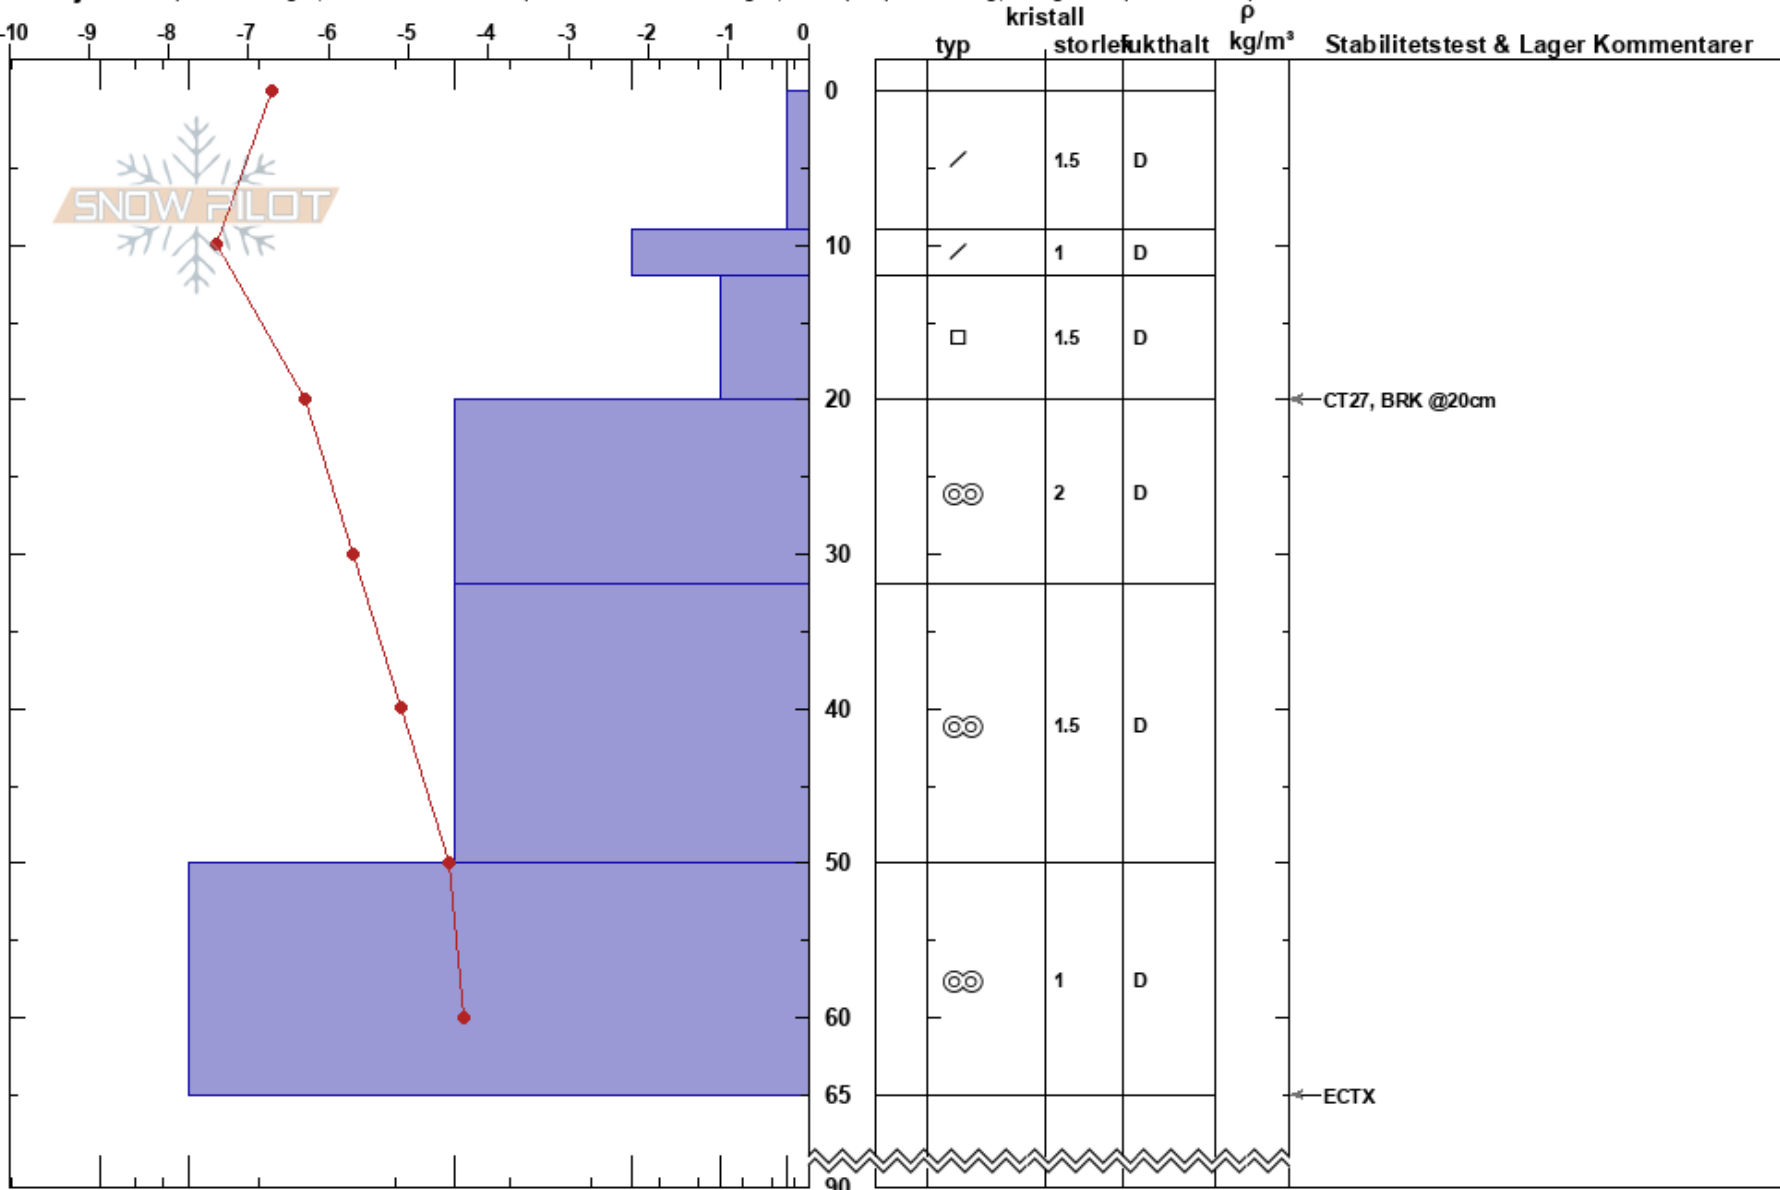 kristall ρ
-10 -9 -8 -7 -6 -5 -4 -3 -2 -1 0 typ storlek fukthalt kg/m³ Stabilitetstest & Lager Kommentarer
0
1.5 D
SNOW PILOT
10 1 D
1.5 D
20 CT27, BRK @20cm
2 D
30
40
1.5 D
50
1 D
60
65 ECTX
90